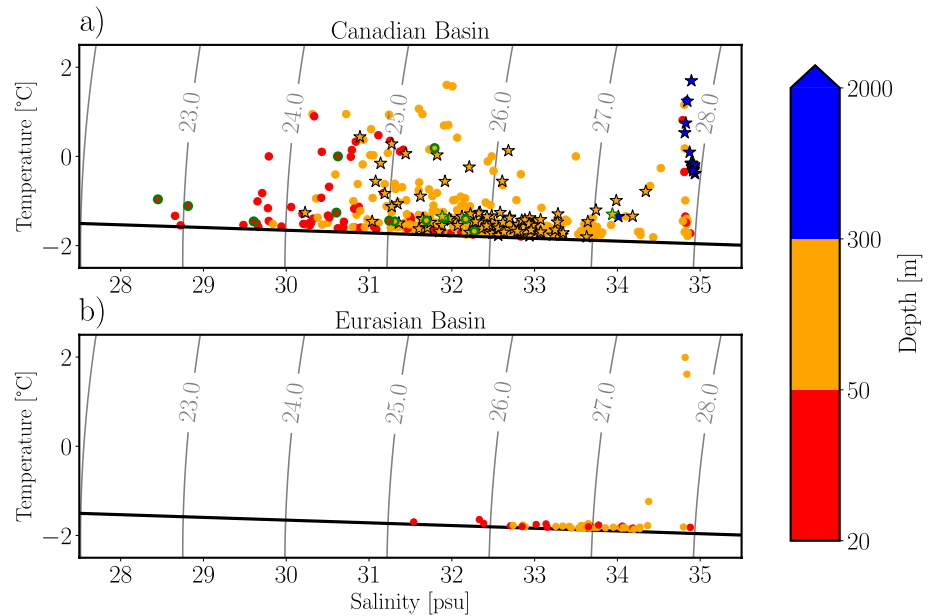 a)
Canadian Basin
Temperature [°C]
2
0
−2
23.0
24.0
25.0
26.0
27.0
28.0
28 29 30 31 32 33 34 35
b)
Eurasian Basin
Temperature [°C]
2
0
−2
23.0
24.0
25.0
26.0
27.0
28.0
28 29 30 31 32 33 34 35
Salinity [psu]
2000
300
50
20
Depth [m]